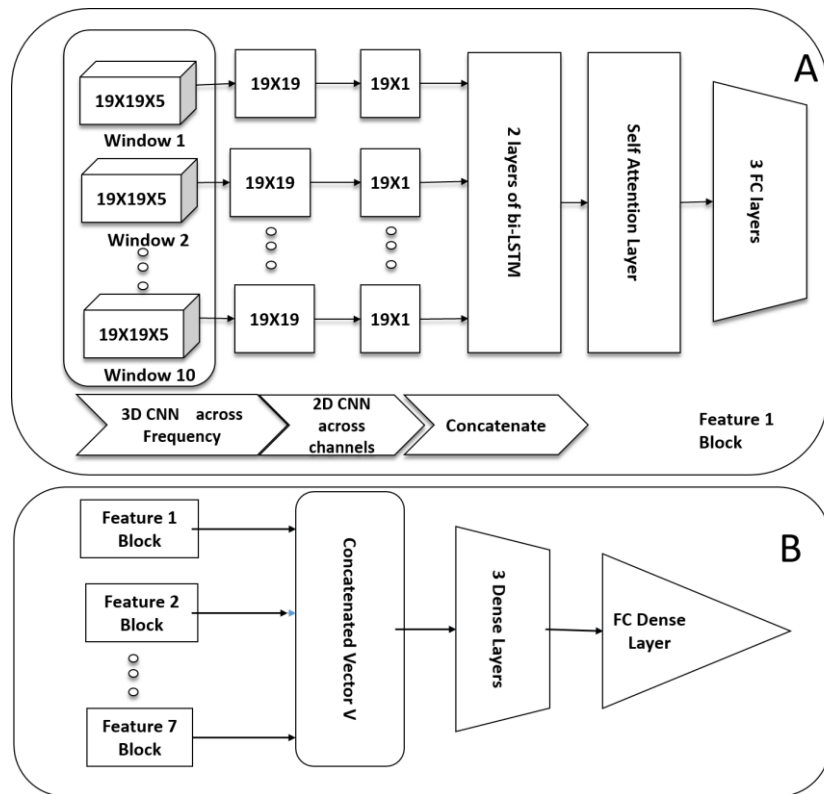 A
19X19X5
19X19
19X1
Window 1
19X19X5
19X19
19X1
Window 2
19X19X5
19X19
19X1
Window 10
2 layers of bi-LSTM
Self Attention Layer
3 FC layers
3D CNN across
Frequency
2D CNN
across
channels
Concatenate
Feature 1
Block
B
Feature 1
Block
Feature 2
Block
Feature 7
Block
Concatenated Vector V
3 Dense Layers
FC Dense
Layer